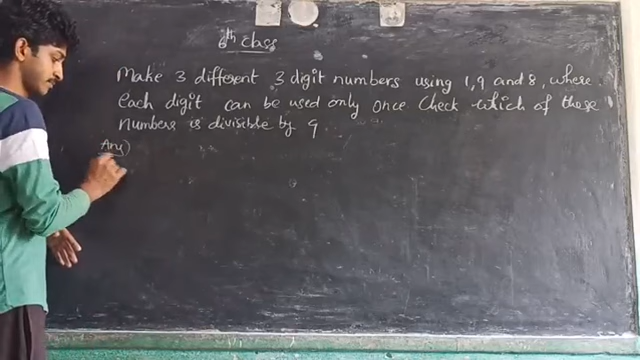 6th class
Make 3 different 3 digit numbers using 1,9 and 8, where
each digit can be used only once check which of these
numbers is divisible by 9
Ans)